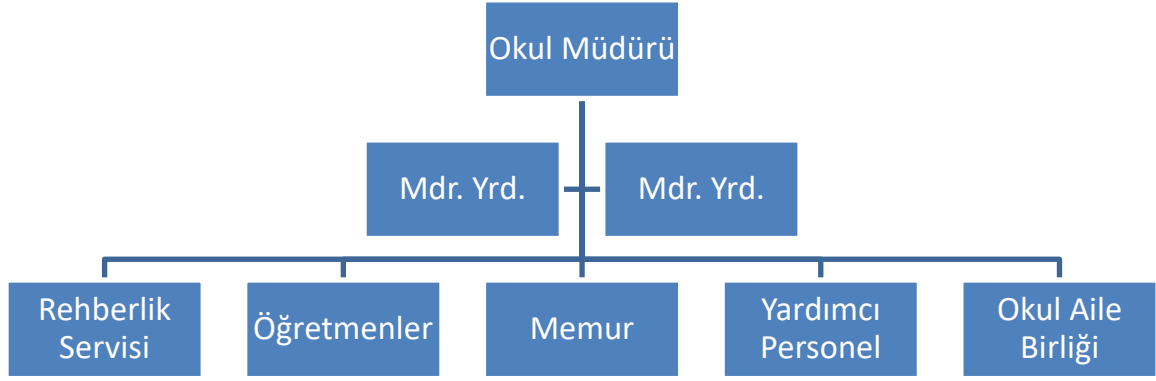 Okul Müdürü
Mdr. Yrd.
Mdr. Yrd.
Rehberlik
Servisi
Öğretmenler
Memur
Yardımcı
Personel
Okul Aile
Birliği